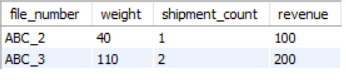 file_number weight shipment_count revenue
ABC_2 40 1 100
ABC_3 110 2 200